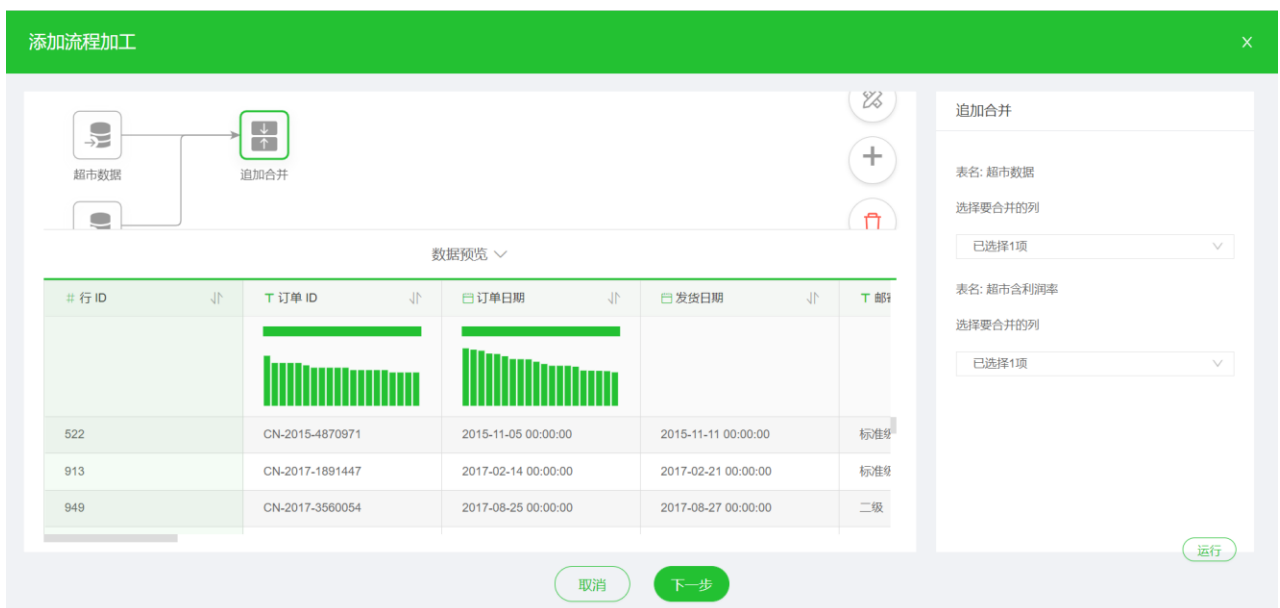 添加流程加工
X
超市数据
追加合并
数据预览
# 行 ID
T 订单 ID
订单日期
发货日期
T 邮
522
CN-2015-4870971
2015-11-05 00:00:00
2015-11-11 00:00:00
标准级
913
CN-2017-1891447
2017-02-14 00:00:00
2017-02-21 00:00:00
标准级
949
CN-2017-3560054
2017-08-25 00:00:00
2017-08-27 00:00:00
二级
追加合并
表名: 超市数据
选择要合并的列
已选择1项
表名: 超市含利润率
选择要合并的列
已选择1项
运行
取消
下一步